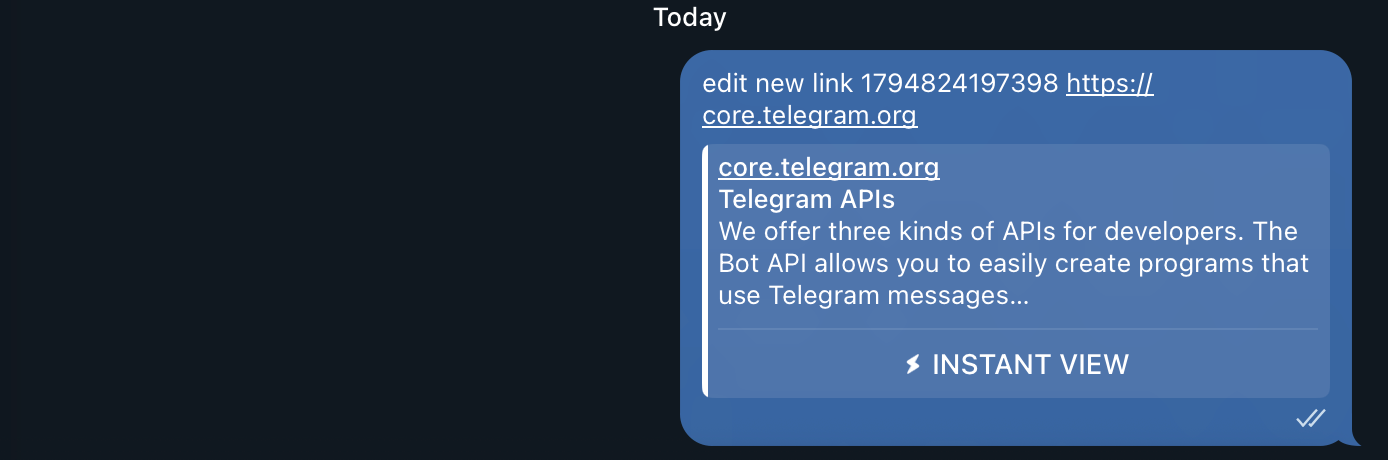 Today
edit new link 1794824197398 https://
core.telegram.org
core.telegram.org
Telegram APIs
We offer three kinds of APIs for developers. The
Bot API allows you to easily create programs that
use Telegram messages...
INSTANT VIEW